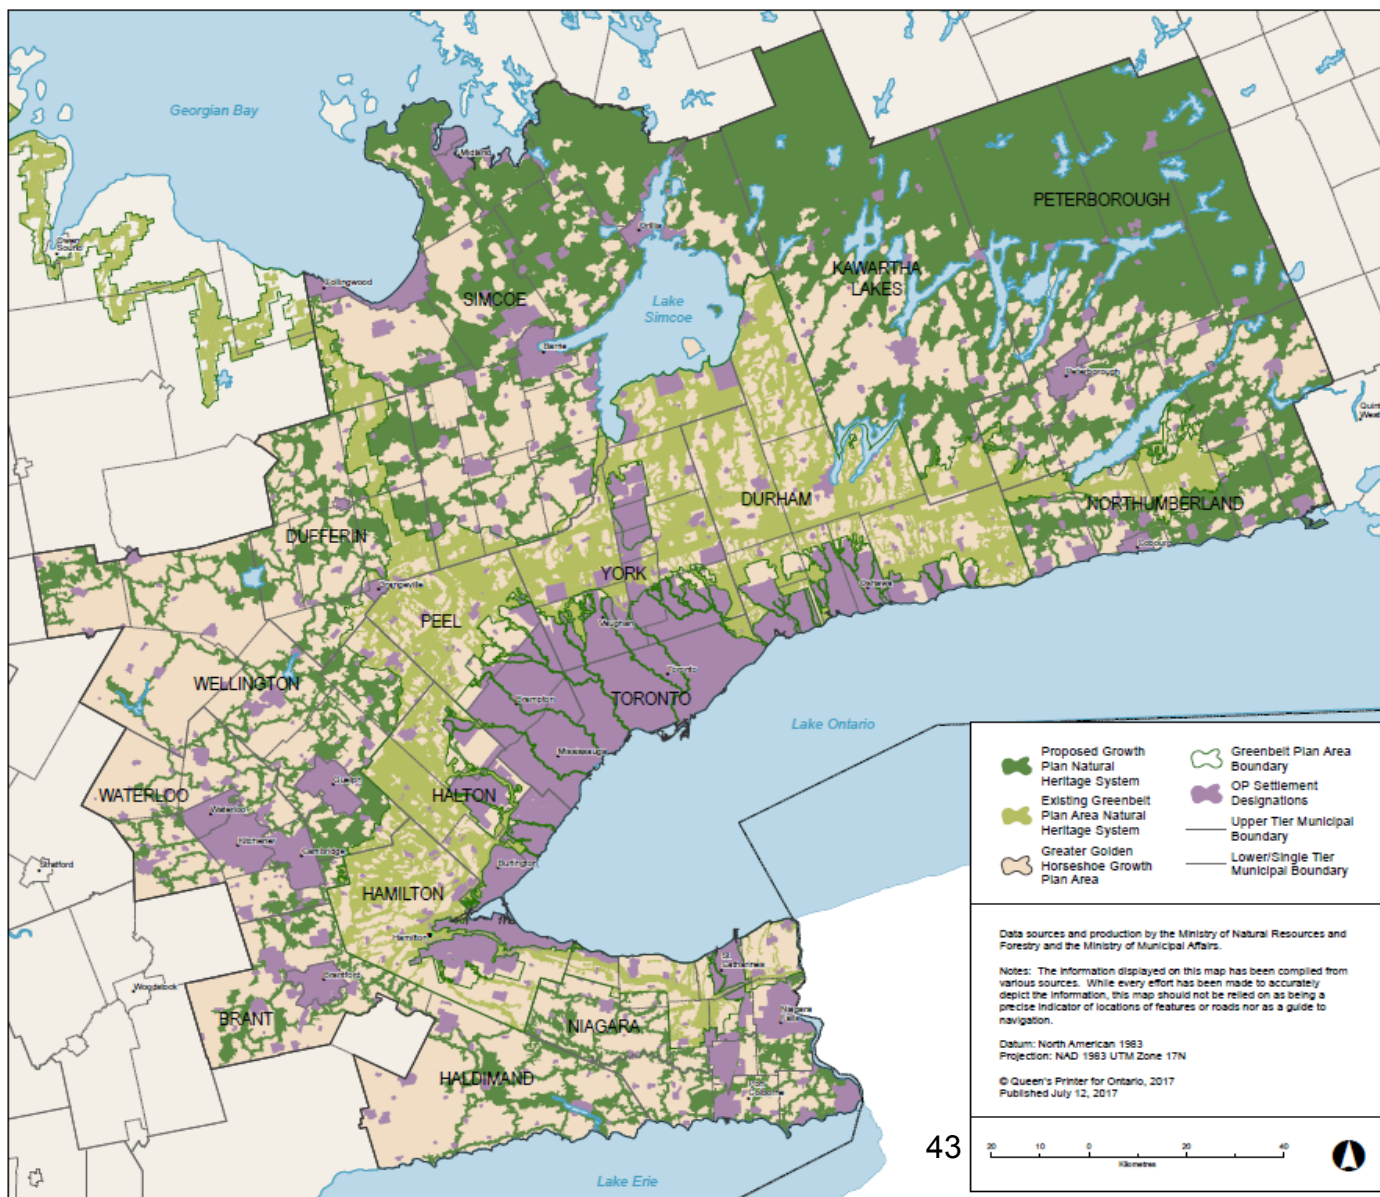 Georgian Bay
Midland
PETERBOROUGH
Owen
Sound
Orillia
KAWARTHA
LAKES
Collingwood
SIMCOE
Lake
Simcoe
Barrie
Peterborough
Quinte
West
DURHAM
NORTHUMBERLAND
DUFFERIN
Cobourg
YORK
Orangeville
Oshawa
PEEL
Vaughan
Toronto
WELLINGTON
TORONTO
Brampton
Lake Ontario
Mississauga
Guelph
WATERLOO
HALTON
Waterloo
Kitchener
Cambridge
Stratford
Burlington
HAMILTON
Hamilton
St.
Catharines
Brantford
Woodstock
BRANT
NIAGARA
Niagara
Falls
HALDIMAND
Port
Colborne
Lake Erie
Proposed Growth
Plan Natural
Heritage System
Existing Greenbelt
Plan Area Natural
Heritage System
Greater Golden
Horseshoe Growth
Plan Area
Greenbelt Plan Area
Boundary
OP Settlement
Designations
Upper Tier Municipal
Boundary
Lower/Single Tier
Municipal Boundary
Data sources and production by the Ministry of Natural Resources and
Forestry and the Ministry of Municipal Affairs.
Notes: The information displayed on this map has been compiled from
various sources. While every effort has been made to accurately
depict the information, this map should not be relied on as being a
precise indicator of locations of features or roads nor as a guide to
navigation.
Datum: North American 1983
Projection: NAD 1983 UTM Zone 17N
© Queen's Printer for Ontario, 2017
Published July 12, 2017
43
20 10 0 20 40
Kilometres